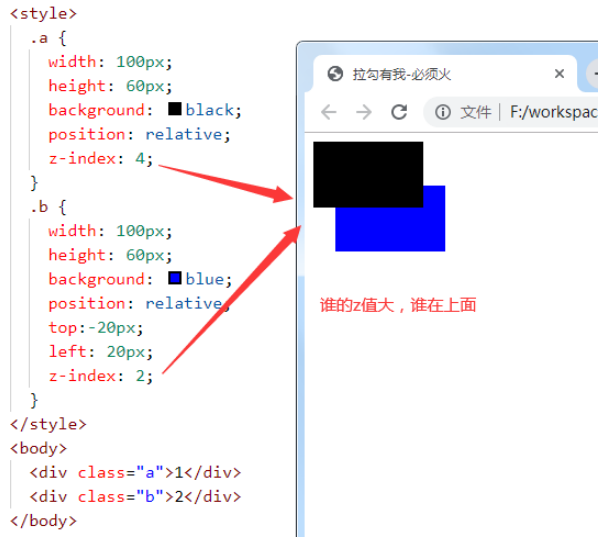 <style>
.a {
width: 100px;
height: 60px;
background: black;
position: relative;
z-index: 4;
}
.b {
width: 100px;
height: 60px;
background: blue;
position: relative;
top:-20px;
left: 20px;
z-index: 2;
}
</style>
<body>
<div class="a">1</div>
<div class="b">2</div>
</body>
拉勾有我-必须火
文件 F:/workspac
谁的z值大，谁在上面